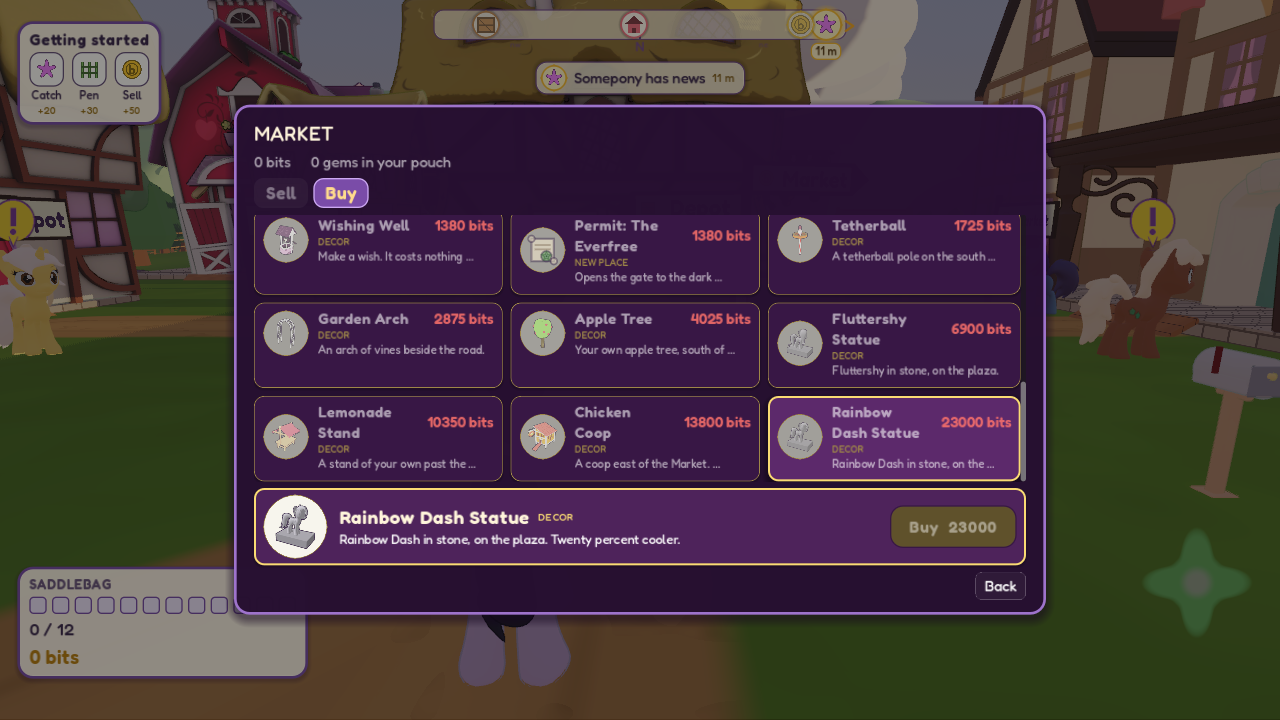 Getting started
Catch Pen Sell
+20 +30 +50
N
11 m
Somepony has news 11 m
pot
!
!
MARKET
0 bits 0 gems in your pouch
Sell Buy
Wishing Well 1380 bits
DECOR
Make a wish. It costs nothing ...
Permit: The
Everfree 1380 bits
NEW PLACE
Opens the gate to the dark ...
Tetherball 1725 bits
DECOR
A tetherball pole on the south ...
Garden Arch 2875 bits
DECOR
An arch of vines beside the road.
Apple Tree 4025 bits
DECOR
Your own apple tree, south of ...
Fluttershy
Statue 6900 bits
DECOR
Fluttershy in stone, on the plaza.
Lemonade
Stand 10350 bits
DECOR
A stand of your own past the ...
Chicken
Coop 13800 bits
DECOR
A coop east of the Market. ...
Rainbow
Dash Statue 23000 bits
DECOR
Rainbow Dash in stone, on the ...
Rainbow Dash Statue DECOR
Rainbow Dash in stone, on the plaza. Twenty percent cooler.
Buy 23000
Back
SADDLEBAG
0 / 12
0 bits